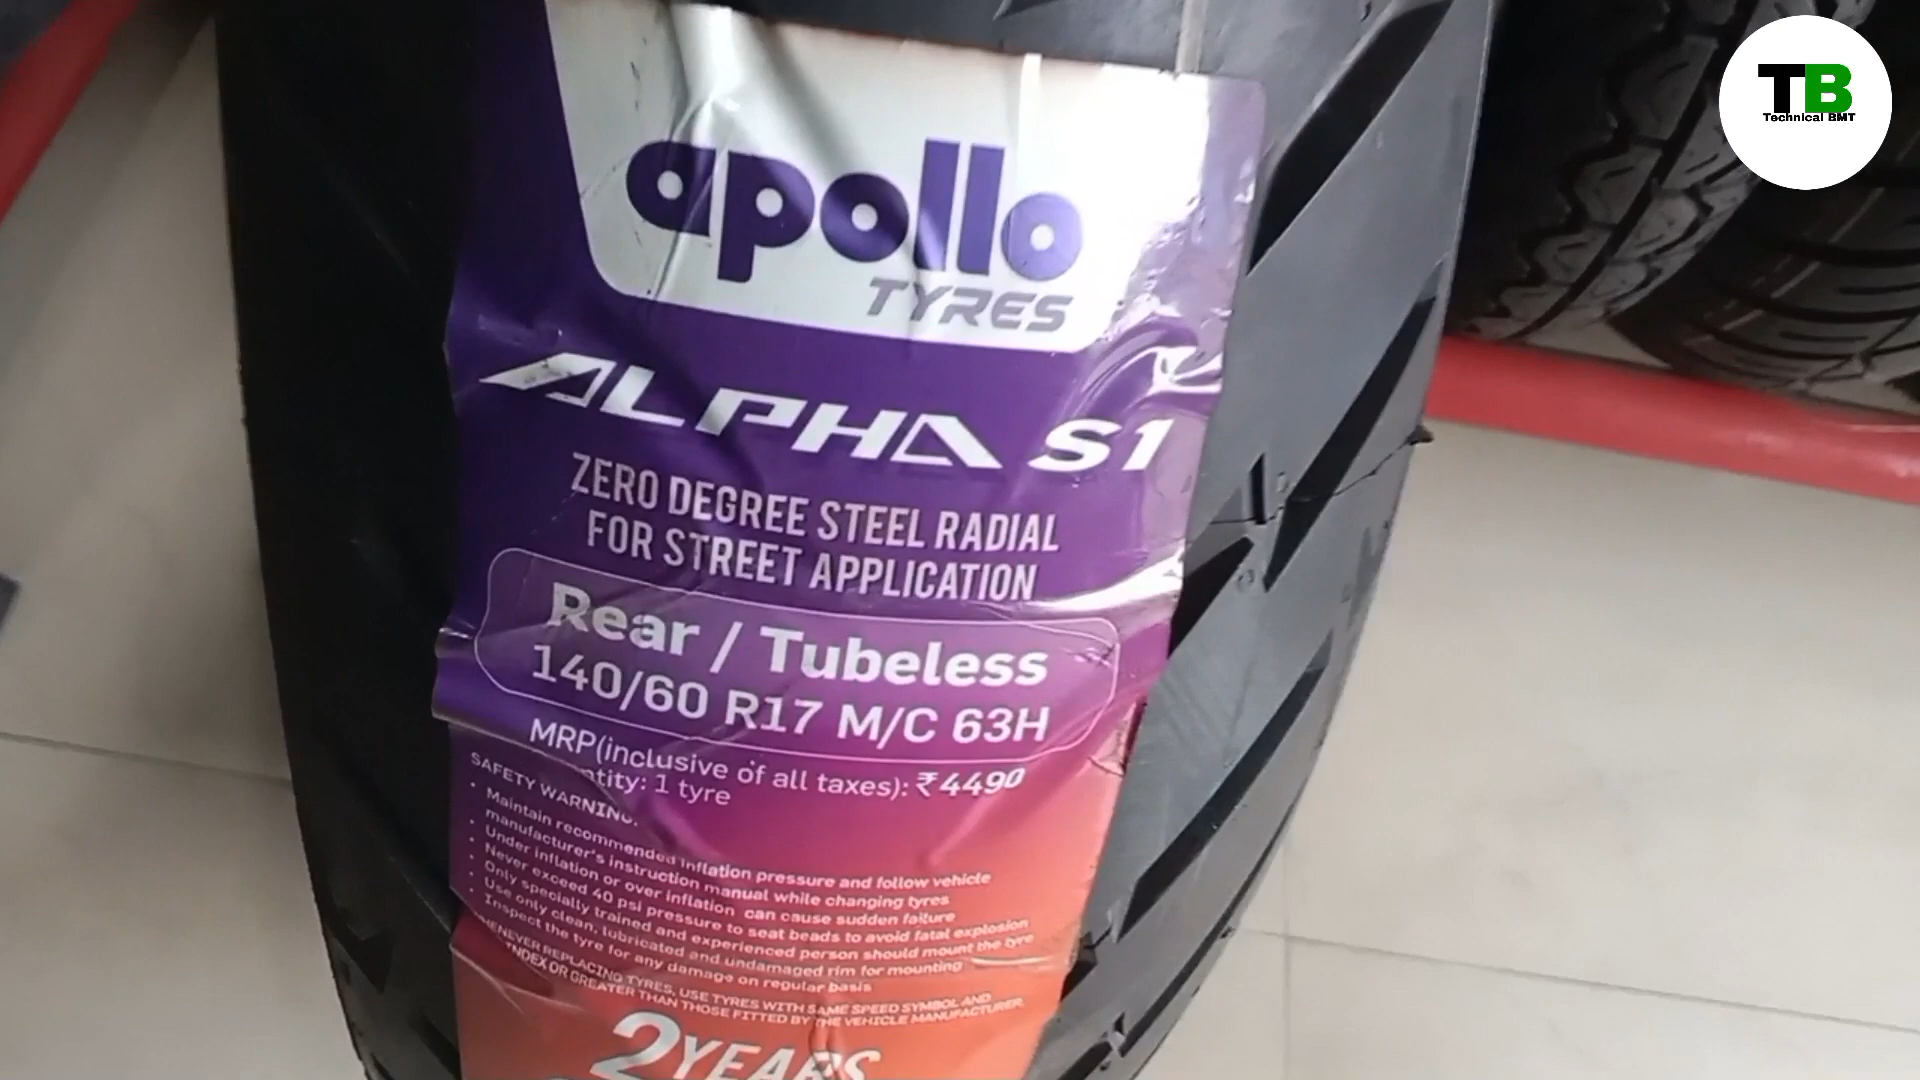 TB
Technical BMT
apollo
TYRES
ALPHA S1
ZERO DEGREE STEEL RADIAL
FOR STREET APPLICATION
Rear / Tubeless
140/60 R17 M/C 63H
MRP(inclusive of all taxes): ₹4490
1 tyre
SAFETY
• Maintain recommended inflation pressure and follow vehicle
manufacturer's instruction manual while changing tyres
• Under inflation or over inflation can cause sudden failure
• Never exceed 40 psi pressure to seat beads to avoid fatal explosion
• Only specially trained and experienced person should mount the tyre
• Use only clean, lubricated and undamaged rim for mounting
• Inspect the tyre for any damage on regular basis
REPLACING TYRES, USE TYRES WITH SAME SPEED SYMBOL AND
INDEX OR GREATER THAN THOSE FITTED BY THE VEHICLE MANUFACTURER.
2 YEARS